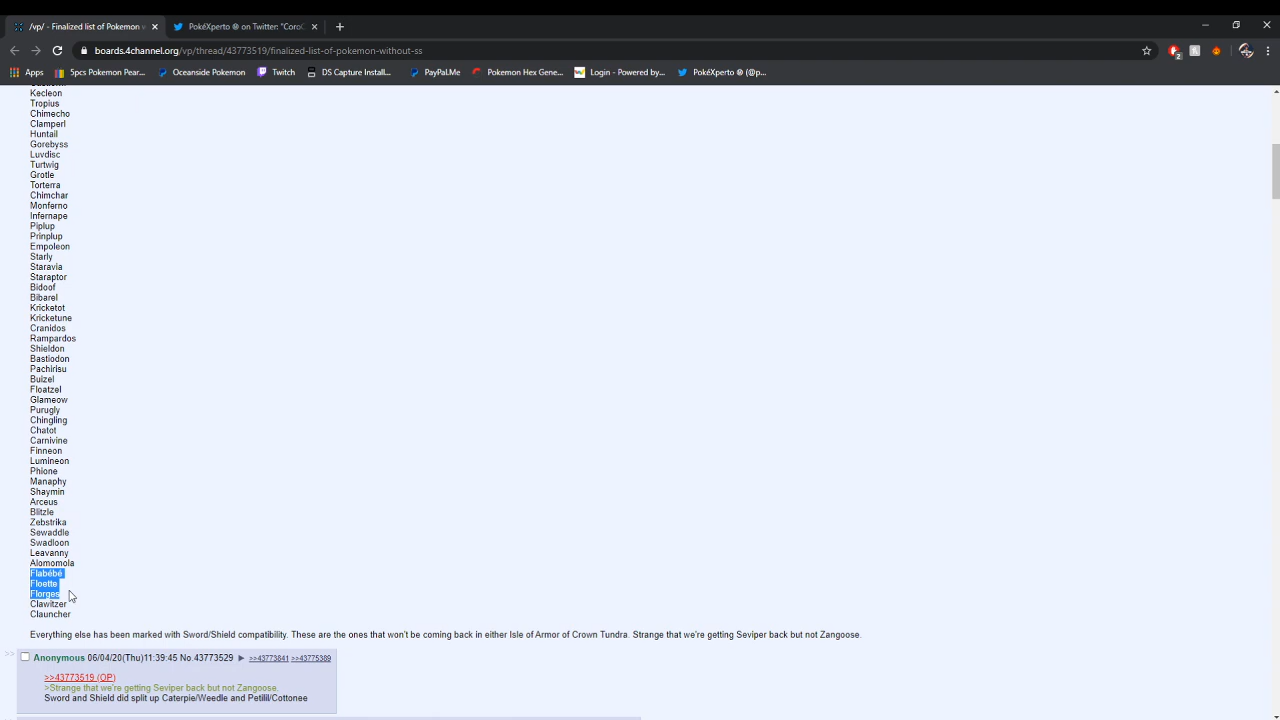 /vp/ - Finalized list of Pokemon w
PokéXperto ® on Twitter: "CoroC
boards.4channel.org/vp/thread/43773519/finalized-list-of-pokemon-without-ss
2
Apps
5pcs Pokemon Pear...
Oceanside Pokemon
Twitch
DS Capture Install...
PayPal.Me
Pokemon Hex Gene...
Login - Powered by...
PokéXperto ® (@p...
Kecleon
Tropius
Chimecho
Clamperl
Huntail
Gorebyss
Luvdisc
Turtwig
Grotle
Torterra
Chimchar
Monferno
Infernape
Piplup
Prinplup
Empoleon
Starly
Staravia
Staraptor
Bidoof
Bibarel
Kricketot
Kricketune
Cranidos
Rampardos
Shieldon
Bastiodon
Pachirisu
Buizel
Floatzel
Glameow
Purugly
Chingling
Chatot
Carnivine
Finneon
Lumineon
Phione
Manaphy
Shaymin
Arceus
Blitzle
Zebstrika
Sewaddle
Swadloon
Leavanny
Alomomola
Flabébé
Floette
Florges
Clawitzer
Clauncher
Everything else has been marked with Sword/Shield compatibility. These are the ones that won't be coming back in either Isle of Armor of Crown Tundra. Strange that we're getting Seviper back but not Zangoose.
>> Anonymous 06/04/20(Thu)11:39:45 No.43773529 ▶ >>43773841 >>43775389
>>43773519 (OP)
>Strange that we're getting Seviper back but not Zangoose.
Sword and Shield did split up Caterpie/Weedle and Petilil/Cottonee